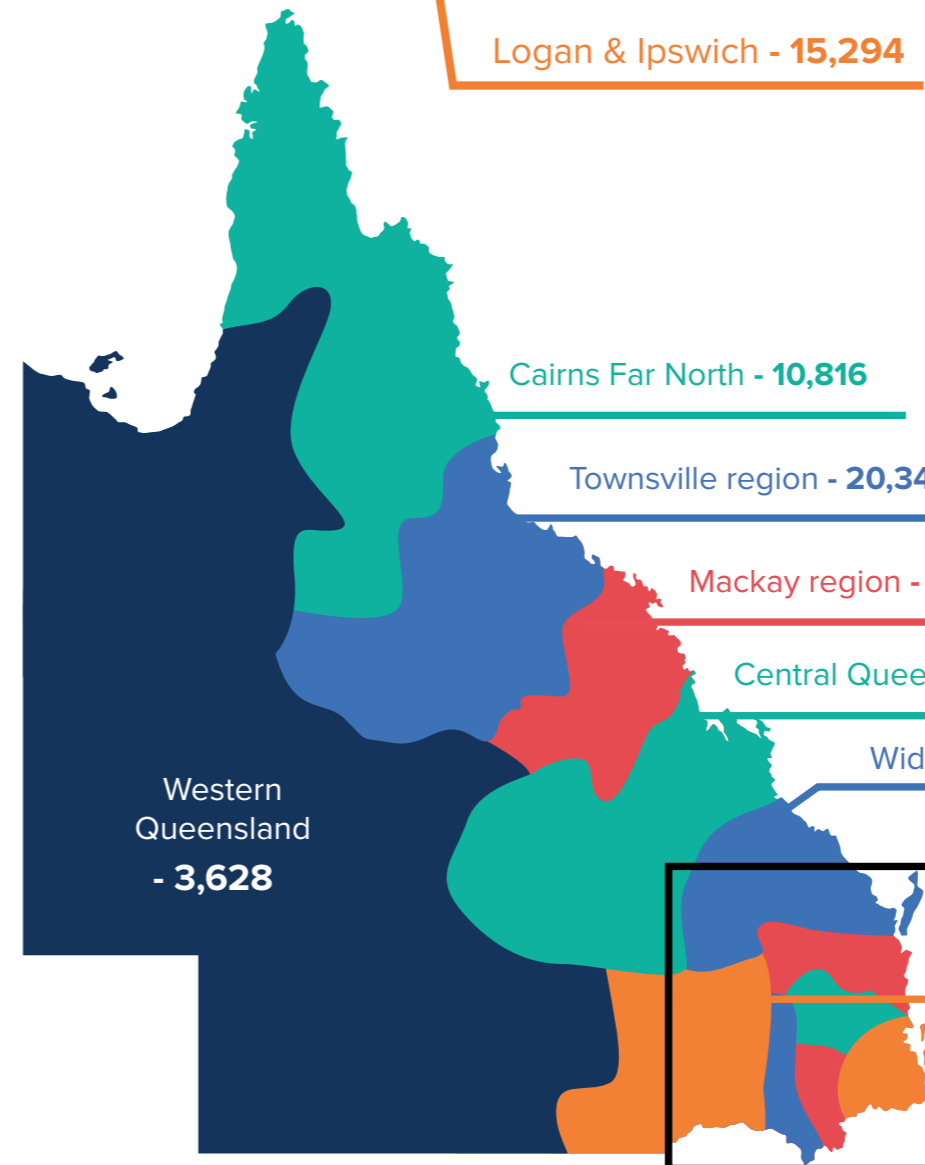 Logan & Ipswich - 15,294
Cairns Far North - 10,816
Townsville region - 20,34
Mackay region -
Central Quee
Wid
Western
Queensland
- 3,628